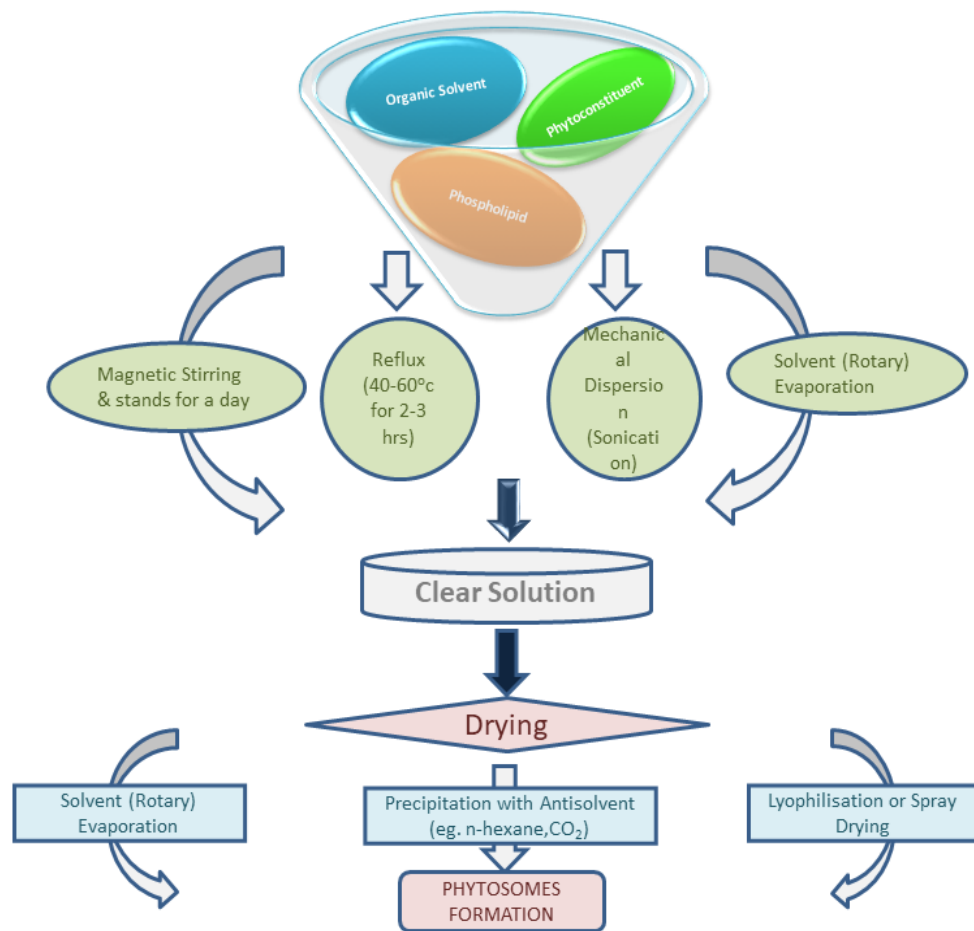 Organic Solvent
Phytoconstituent
Phospholipid
Magnetic Stirring
& stands for a day
Reflux
(40-60°c
for 2-3
hrs)
Mechanic
al
Dispersio
n
(Sonicati
on)
Solvent (Rotary)
Evaporation
Clear Solution
Drying
Solvent (Rotary)
Evaporation
Precipitation with Antisolvent
(eg. n-hexane,CO₂)
Lyophilisation or Spray
Drying
PHYTOSOMES
FORMATION